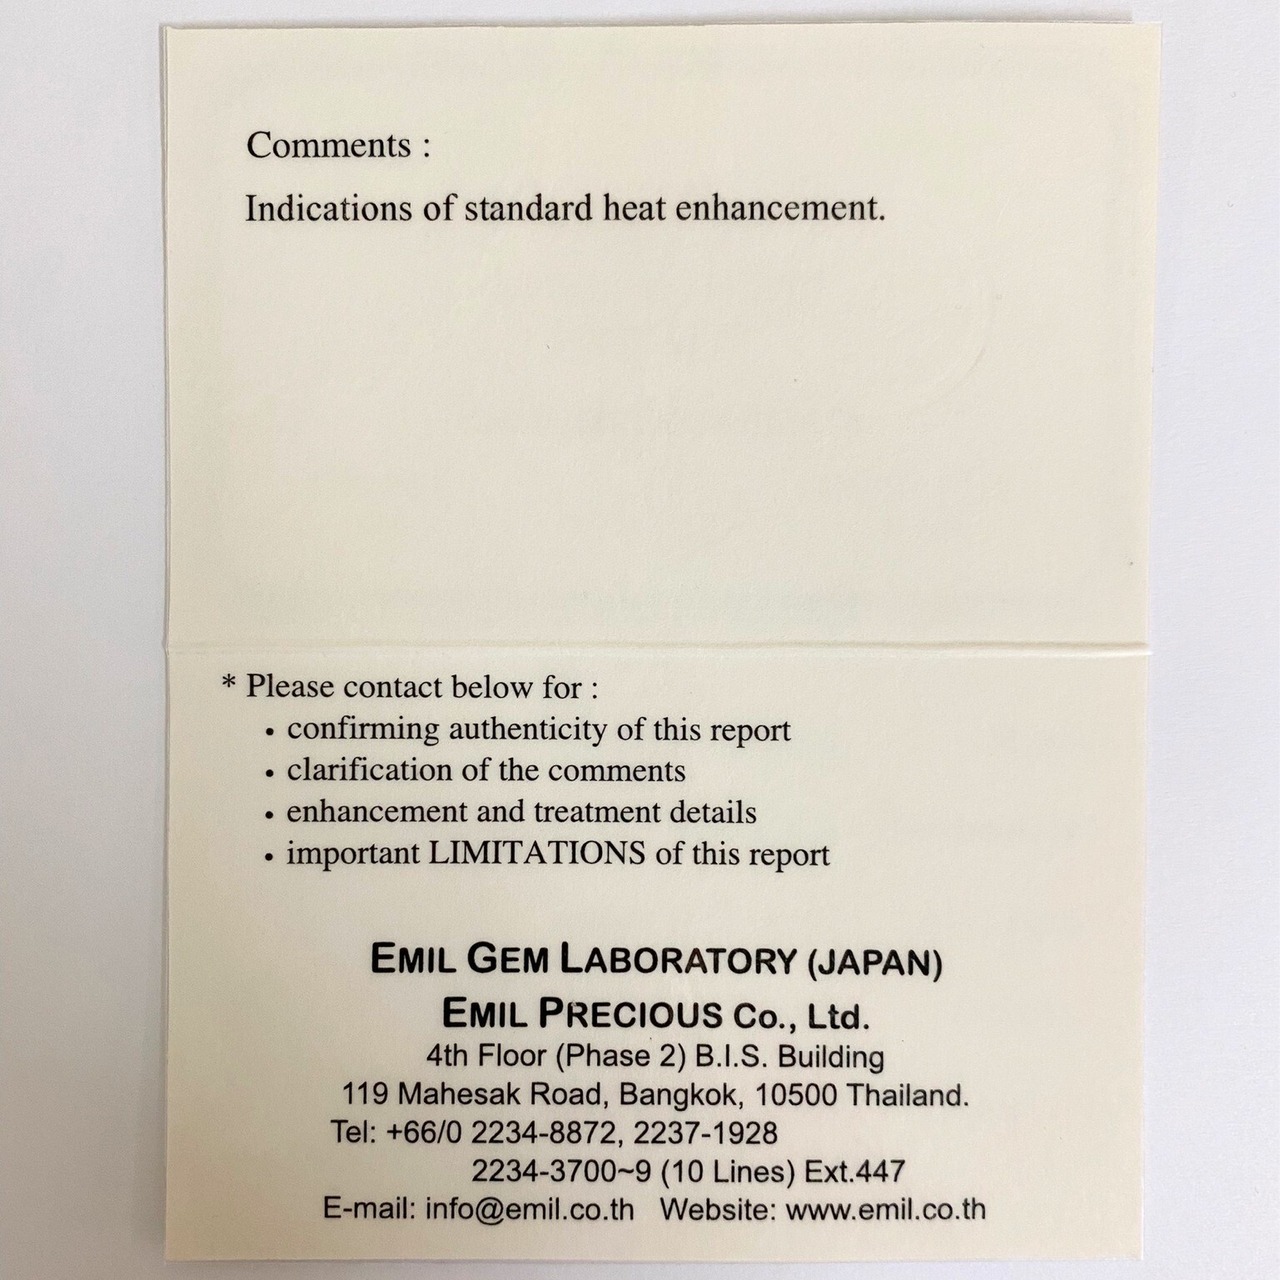 Comments :
Indications of standard heat enhancement.
* Please contact below for :
• confirming authenticity of this report
• clarification of the comments
• enhancement and treatment details
• important LIMITATIONS of this report
EMIL GEM LABORATORY (JAPAN)
EMIL PRECIOUS Co., Ltd.
4th Floor (Phase 2) B.I.S. Building
119 Mahesak Road, Bangkok, 10500 Thailand.
Tel: +66/0 2234-8872, 2237-1928
2234-3700~9 (10 Lines) Ext.447
E-mail: info@emil.co.th Website: www.emil.co.th